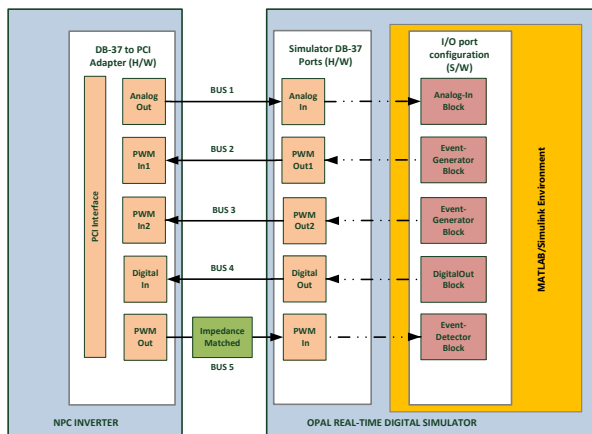 DB-37 to PCI
Adapter (H/W)
PCI Interface
Analog
Out
PWM
In1
PWM
In2
Digital
In
PWM
Out
NPC INVERTER
BUS 1
BUS 2
BUS 3
BUS 4
Impedance
Matched
BUS 5
Simulator DB-37
Ports (H/W)
Analog
In
PWM
Out1
PWM
Out2
Digital
Out
PWM
In
I/O port
configuration
(S/W)
Analog-In
Block
Event-
Generator
Block
Event-
Generator
Block
DigitalOut
Block
Event-
Detector
Block
MATLAB/Simulink Environment
OPAL REAL-TIME DIGITAL SIMULATOR